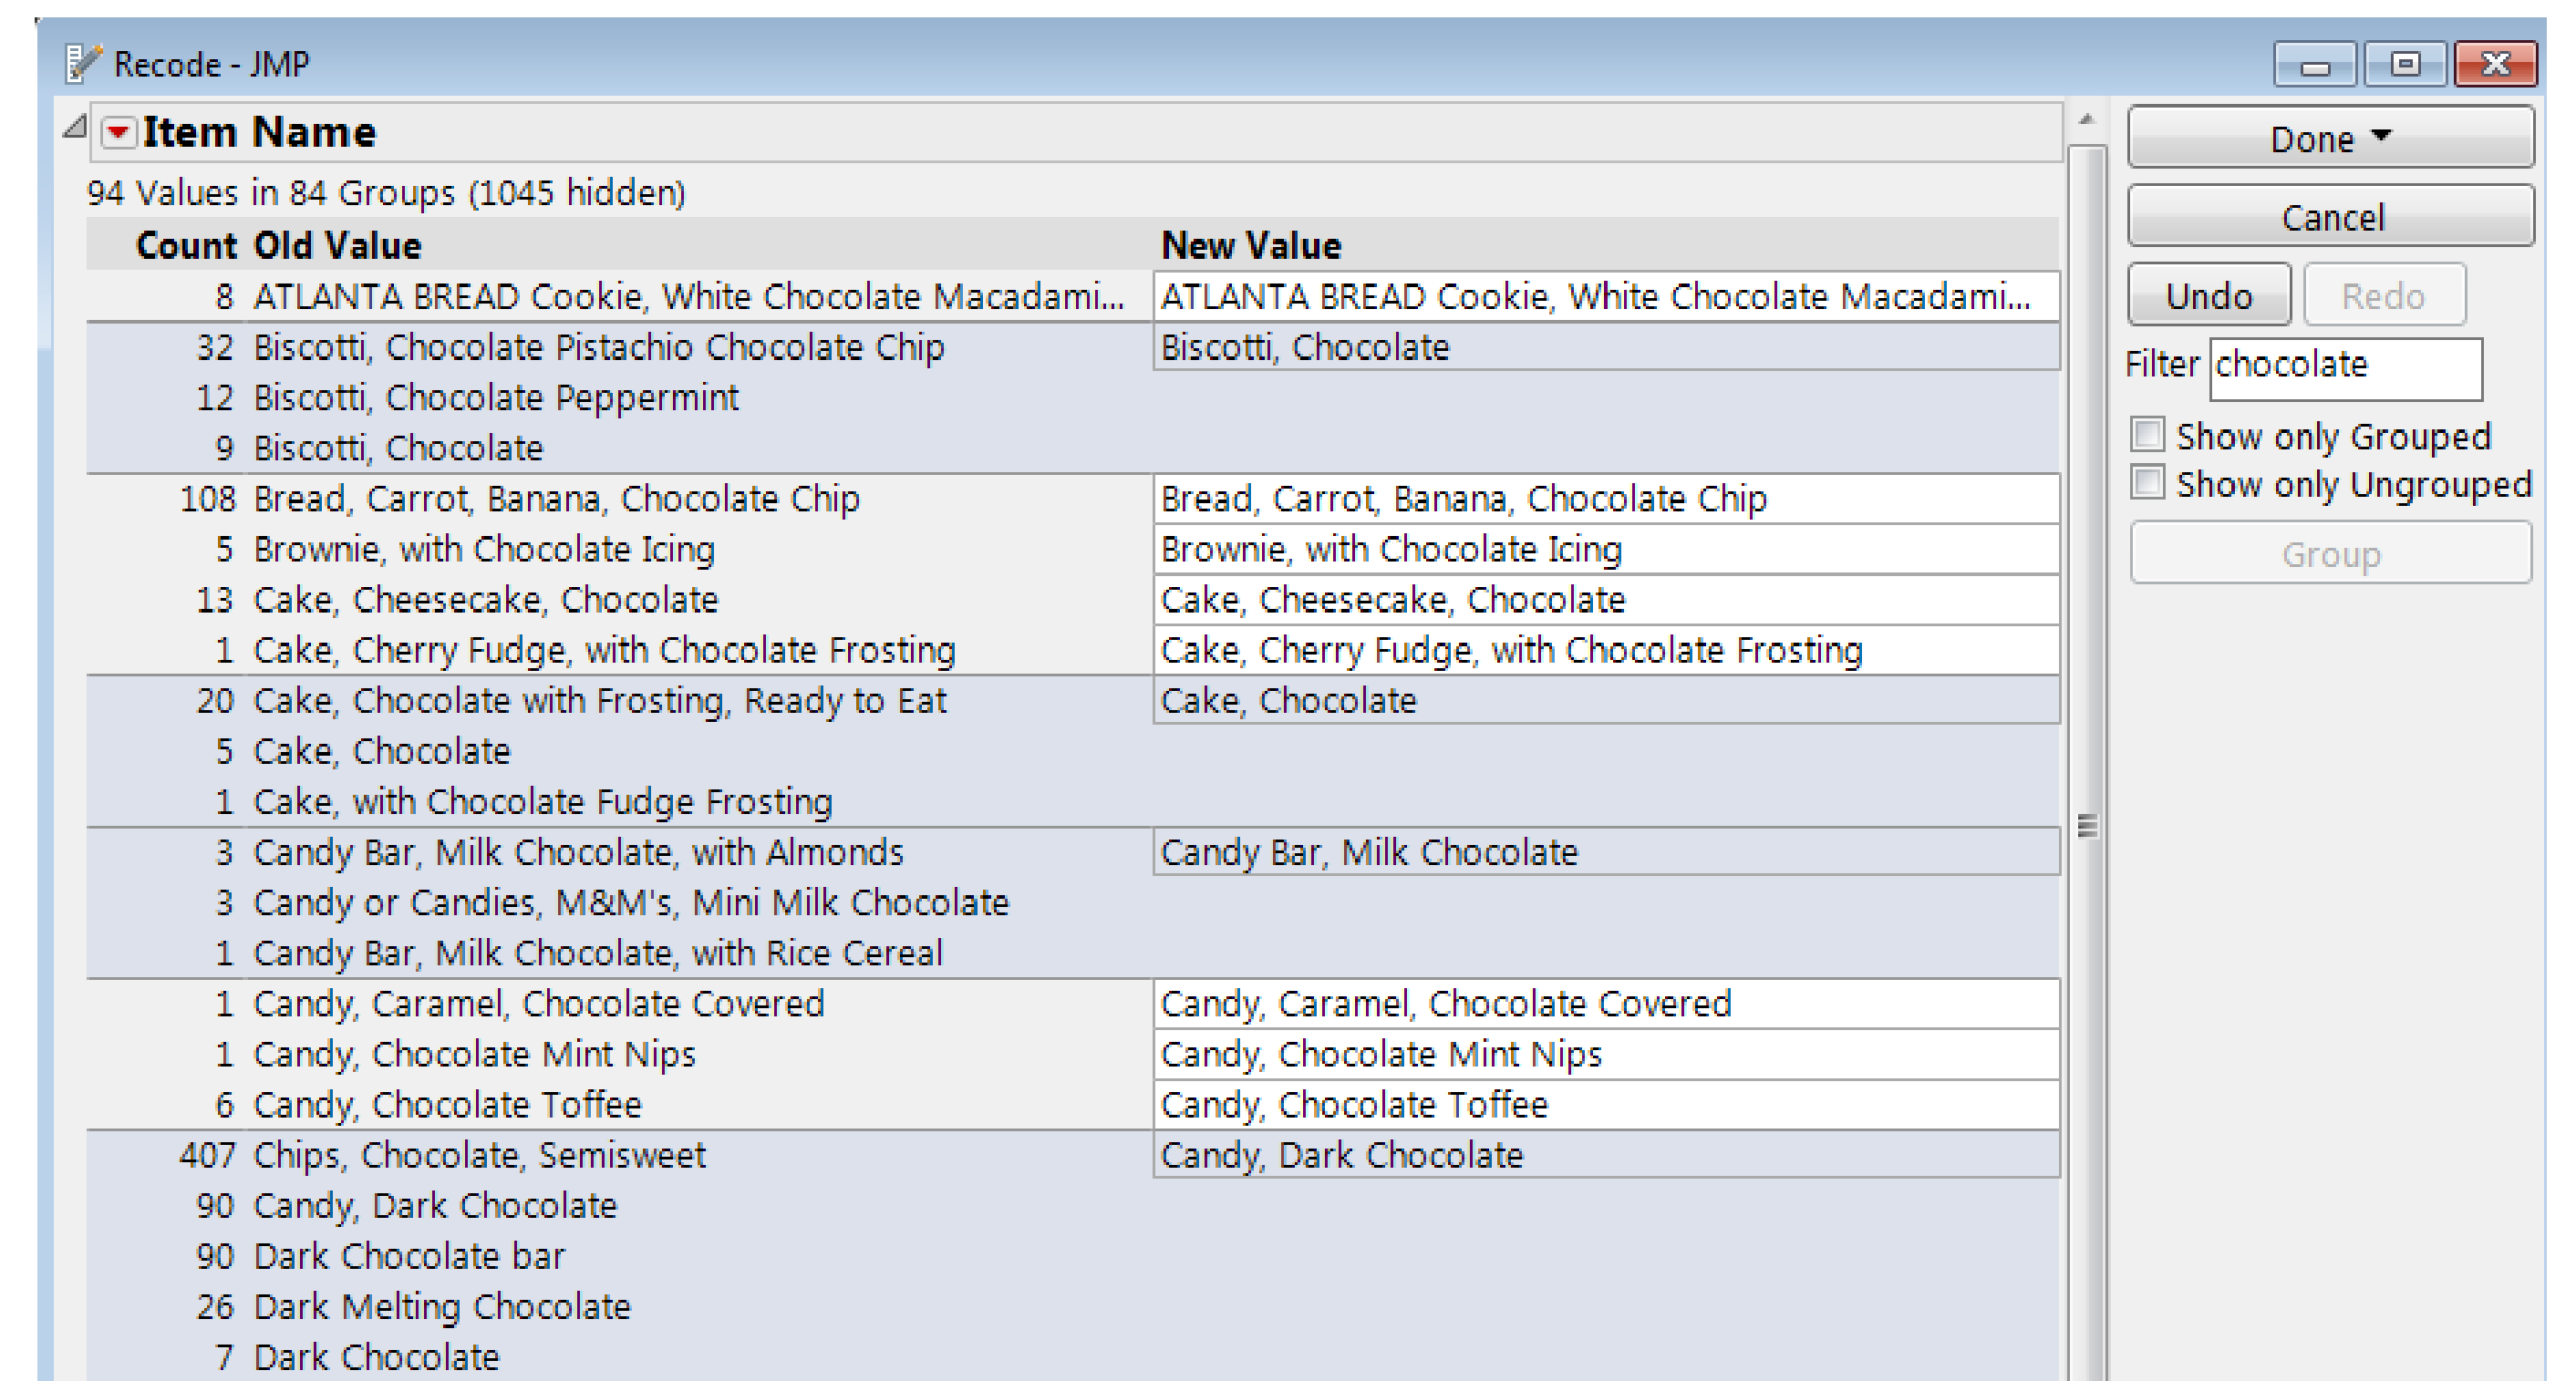 Recode - JMP
Item Name
94 Values in 84 Groups (1045 hidden)
Count Old Value New Value
8 ATLANTA BREAD Cookie, White Chocolate Macadami... ATLANTA BREAD Cookie, White Chocolate Macadami...
32 Biscotti, Chocolate Pistachio Chocolate Chip Biscotti, Chocolate
12 Biscotti, Chocolate Peppermint
9 Biscotti, Chocolate
108 Bread, Carrot, Banana, Chocolate Chip Bread, Carrot, Banana, Chocolate Chip
5 Brownie, with Chocolate Icing Brownie, with Chocolate Icing
13 Cake, Cheesecake, Chocolate Cake, Cheesecake, Chocolate
1 Cake, Cherry Fudge, with Chocolate Frosting Cake, Cherry Fudge, with Chocolate Frosting
20 Cake, Chocolate with Frosting, Ready to Eat Cake, Chocolate
5 Cake, Chocolate
1 Cake, with Chocolate Fudge Frosting
3 Candy Bar, Milk Chocolate, with Almonds Candy Bar, Milk Chocolate
3 Candy or Candies, M&M's, Mini Milk Chocolate
1 Candy Bar, Milk Chocolate, with Rice Cereal
1 Candy, Caramel, Chocolate Covered Candy, Caramel, Chocolate Covered
1 Candy, Chocolate Mint Nips Candy, Chocolate Mint Nips
6 Candy, Chocolate Toffee Candy, Chocolate Toffee
407 Chips, Chocolate, Semisweet Candy, Dark Chocolate
90 Candy, Dark Chocolate
90 Dark Chocolate bar
26 Dark Melting Chocolate
7 Dark Chocolate
Done
Cancel
Undo Redo
Filter chocolate
Show only Grouped
Show only Ungrouped
Group